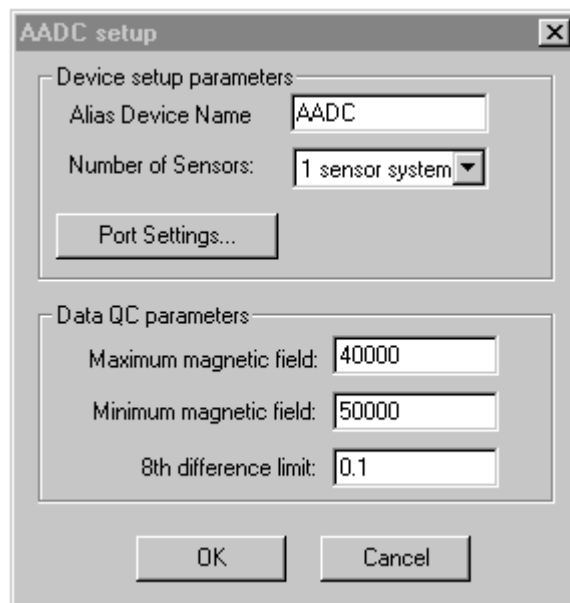 AADC setup
Device setup parameters
Alias Device Name AADC
Number of Sensors: 1 sensor system
Port Settings...
Data QC parameters
Maximum magnetic field: 40000
Minimum magnetic field: 50000
8th difference limit: 0.1
OK Cancel